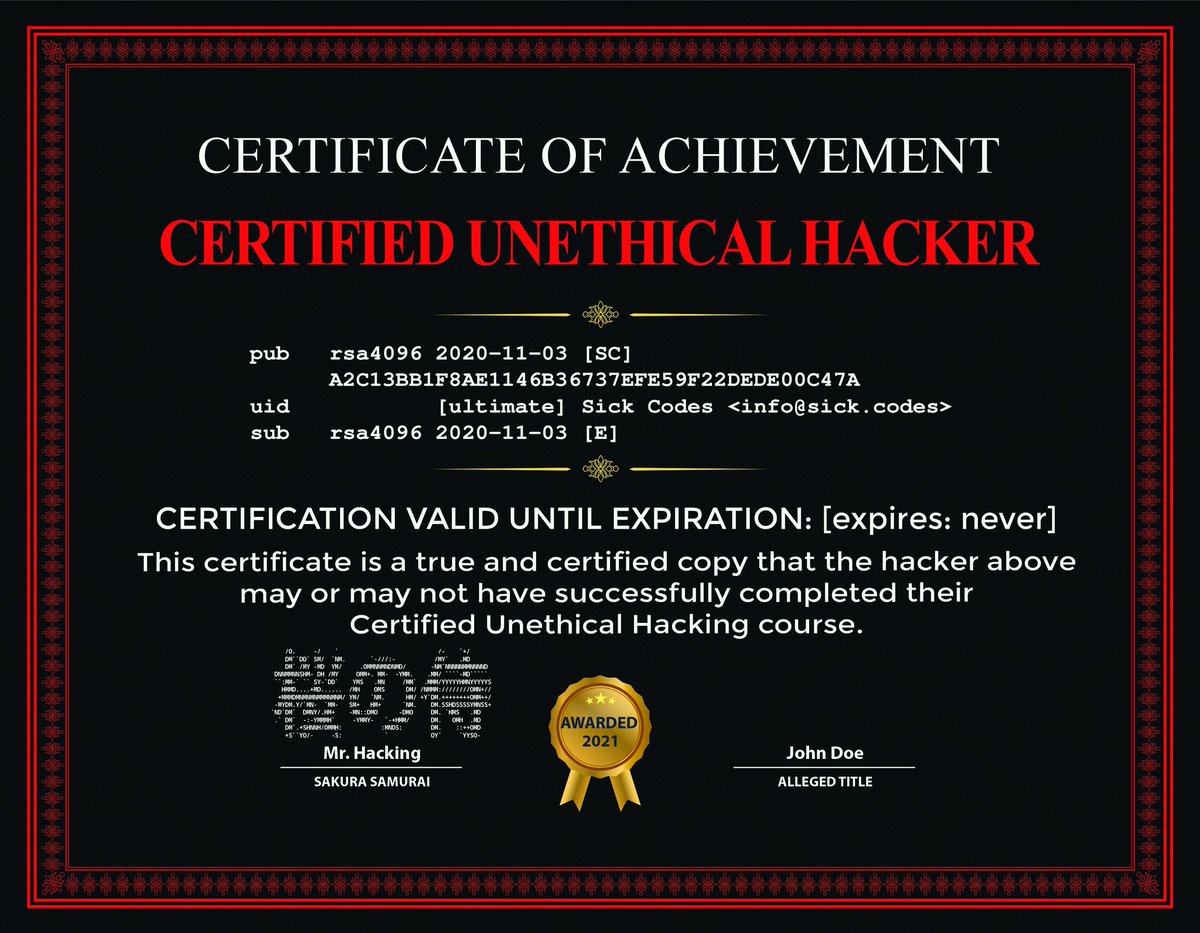 CERTIFICATE OF ACHIEVEMENT
CERTIFIED UNETHICAL HACKER
pub rsa4096 2020-11-03 [SC]
A2C13BB1F8AE1146B36737EFE59F22DEDE00C47A
uid [ultimate] Sick Codes <info@sick.codes>
sub rsa4096 2020-11-03 [E]
CERTIFICATION VALID UNTIL EXPIRATION: [expires: never]
This certificate is a true and certified copy that the hacker above
may or may not have successfully completed their
Certified Unethical Hacking course.
AWARDED
2021
Mr. Hacking
SAKURA SAMURAI
John Doe
ALLEGED TITLE